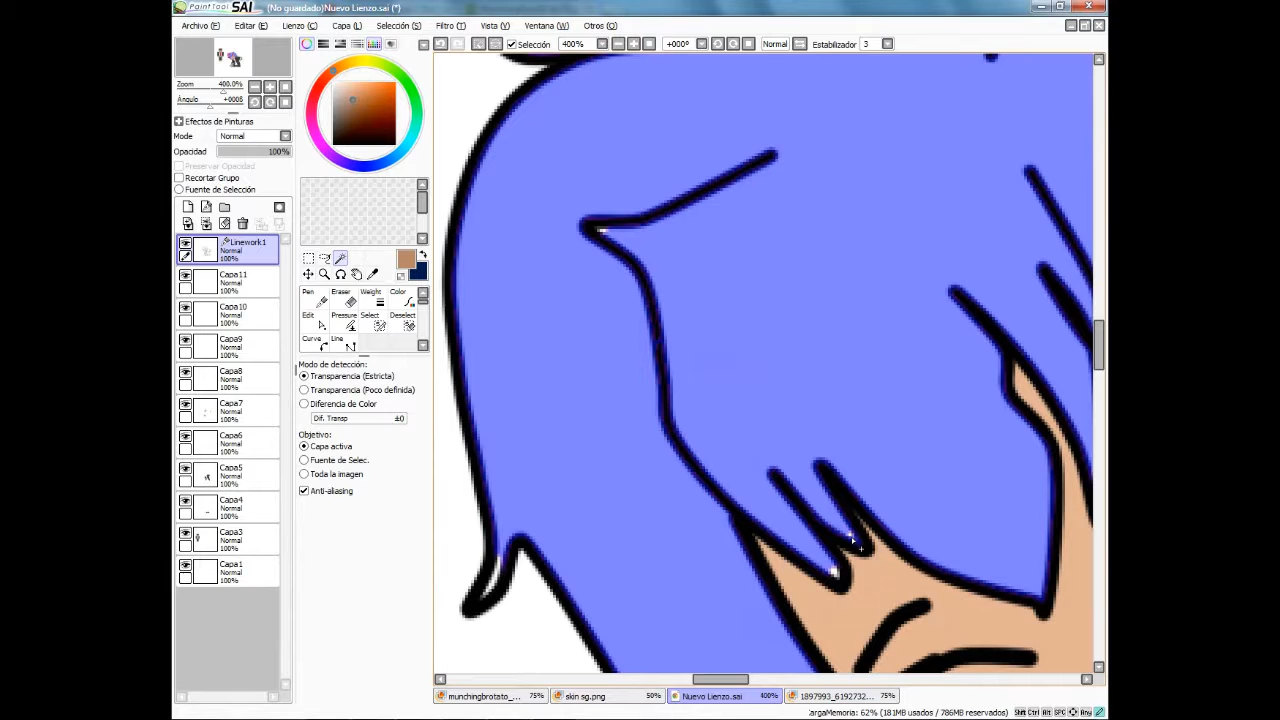 PaintTool SAI (No guardado)Nuevo Lienzo.sai (*)
Archivo (F) Editar (E) Lienzo (C) Capa (L) Selección (S) Filtro (T) Vista (V) Ventana (W) Otros (O)
Selección 400% +000º Normal Estabilizador 3
Zoom 400.0%
Ángulo +000ß
Efectos de Pinturas
Mode Normal
Opacidad 100%
Preservar Opacidad
Recortar Grupo
Fuente de Selección
Linework1
Normal
100%
Capa11
Normal
100%
Capa10
Normal
100%
Capa9
Normal
100%
Capa8
Normal
100%
Capa7
Normal
100%
Capa6
Normal
100%
Capa5
Normal
100%
Capa4
Normal
100%
Capa3
Normal
100%
Capa1
Normal
100%
Pen Eraser Weight Color
Edit Pressure Select Deselect
Curve Line
Modo de detección:
Transparencia (Estricta)
Transparencia (Poco definida)
Diferencia de Color
Dif. Transp ±0
Objetivo:
Capa activa
Fuente de Selec.
Toda la imagen
Anti-aliasing
munchingbrotato_... 75% skin sg.png 50% Nuevo Lienzo.sai 400% 1897993_6192732... 75%
argaMemoria: 62% (181MB usados / 786MB reservados) Shift Ctrl Alt SPC Any